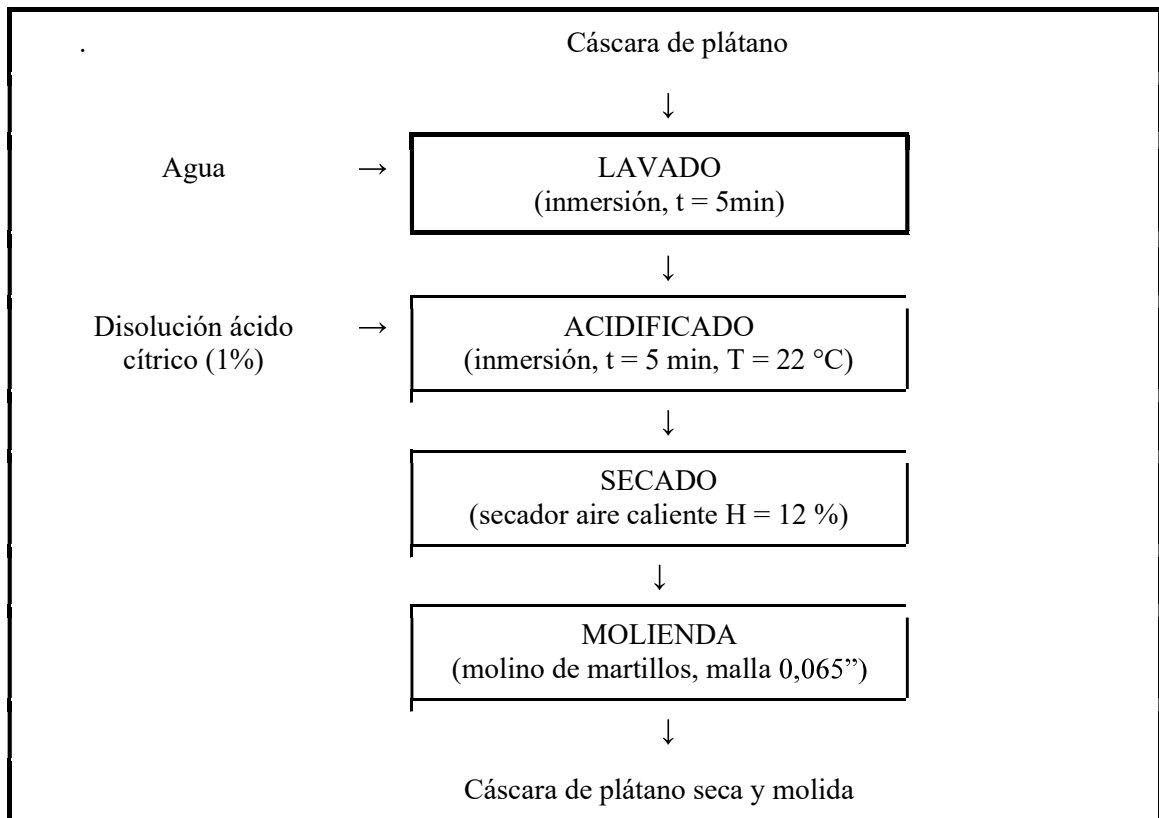 .
Cáscara de plátano
↓
Agua → LAVADO
(inmersión, t = 5min)
↓
Disolución ácido → ACIDIFICADO
cítrico (1%) (inmersión, t = 5 min, T = 22 °C)
↓
SECADO
(secador aire caliente H = 12 %)
↓
MOLIENDA
(molino de martillos, malla 0,065”)
↓
Cáscara de plátano seca y molida